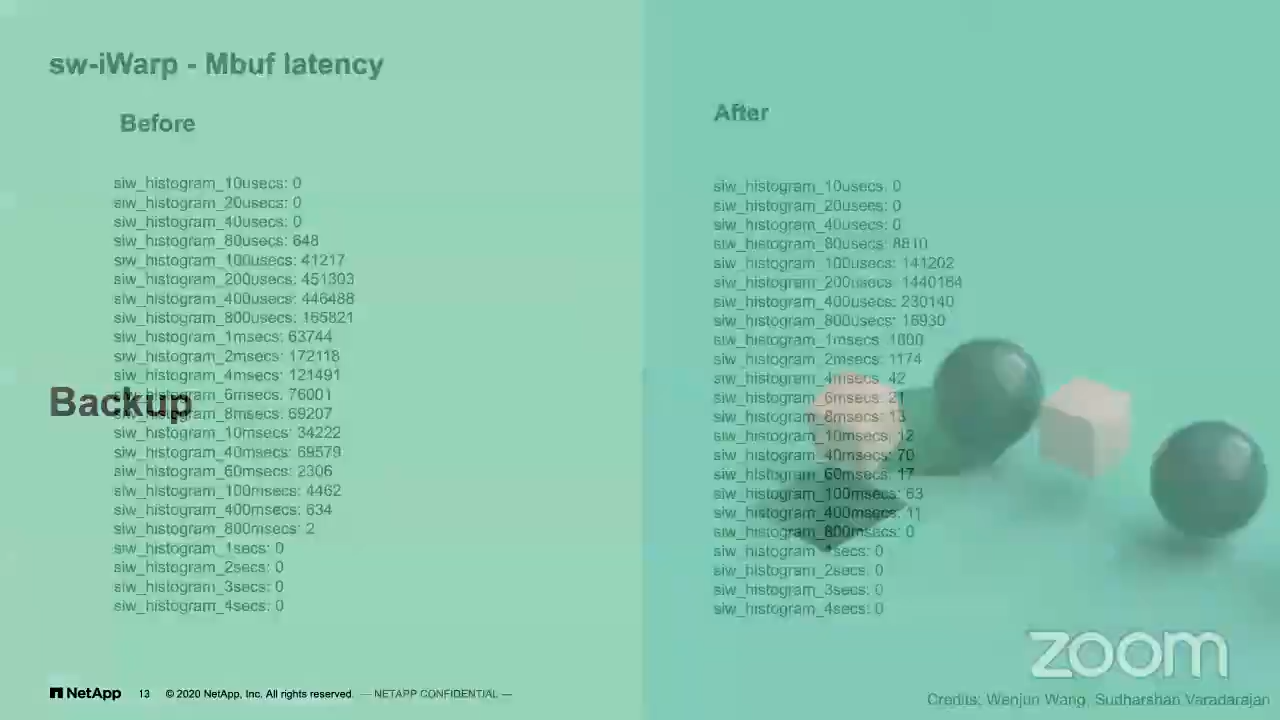 sw-iWarp - Mbuf latency
Before
siw_histogram_10usecs: 0
siw_histogram_20usecs: 0
siw_histogram_40usecs: 0
siw_histogram_80usecs: 648
siw_histogram_100usecs: 41217
siw_histogram_200usecs: 451303
siw_histogram_400usecs: 446488
siw_histogram_800usecs: 165821
siw_histogram_1msecs: 63744
siw_histogram_2msecs: 172118
siw_histogram_4msecs: 121491
siw_histogram_6msecs: 76001
siw_histogram_8msecs: 69207
siw_histogram_10msecs: 34222
siw_histogram_40msecs: 69579
siw_histogram_60msecs: 2306
siw_histogram_100msecs: 4462
siw_histogram_400msecs: 634
siw_histogram_800msecs: 2
siw_histogram_1secs: 0
siw_histogram_2secs: 0
siw_histogram_3secs: 0
siw_histogram_4secs: 0
Backup
After
siw_histogram_10usecs: 0
siw_histogram_20usecs: 0
siw_histogram_40usecs: 0
siw_histogram_80usecs: 8810
siw_histogram_100usecs: 141202
siw_histogram_200usecs: 1440164
siw_histogram_400usecs: 230140
siw_histogram_800usecs: 16930
siw_histogram_1msecs: 1800
siw_histogram_2msecs: 1174
siw_histogram_4msecs: 42
siw_histogram_6msecs: 21
siw_histogram_8msecs: 13
siw_histogram_10msecs: 12
siw_histogram_40msecs: 70
siw_histogram_60msecs: 17
siw_histogram_100msecs: 63
siw_histogram_400msecs: 11
siw_histogram_800msecs: 0
siw_histogram_1secs: 0
siw_histogram_2secs: 0
siw_histogram_3secs: 0
siw_histogram_4secs: 0
zoom
NetApp 13 © 2020 NetApp, Inc. All rights reserved. — NETAPP CONFIDENTIAL —
Credits: Wenjun Wang, Sudharshan Varadarajan